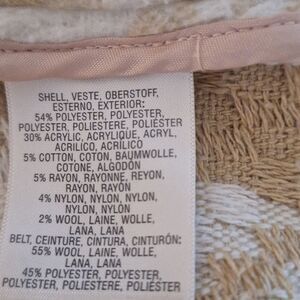 SHELL, VESTE, OBERSTOFF,
ESTERNO, EXTERIOR:
54% POLYESTER, POLYESTER,
POLYESTER, POLIESTERE, POLIÉSTER
30% ACRYLIC, ACRYLIQUE, ACRYL,
ACRILICO, ACRÍLICO
5% COTTON, COTON, BAUMWOLLE,
COTONE, ALGODÓN
5% RAYON, RAYONNE, REYON,
RAYON, RAYÓN
4% NYLON, NYLON, NYLON,
NYLON, NYLON
2% WOOL, LAINE, WOLLE,
LANA, LANA
BELT, CEINTURE, CINTURA, CINTURÓN:
55% WOOL, LAINE, WOLLE,
LANA, LANA
45% POLYESTER, POLYESTER,
POLYESTER, POLIESTERE, POLIÉSTER